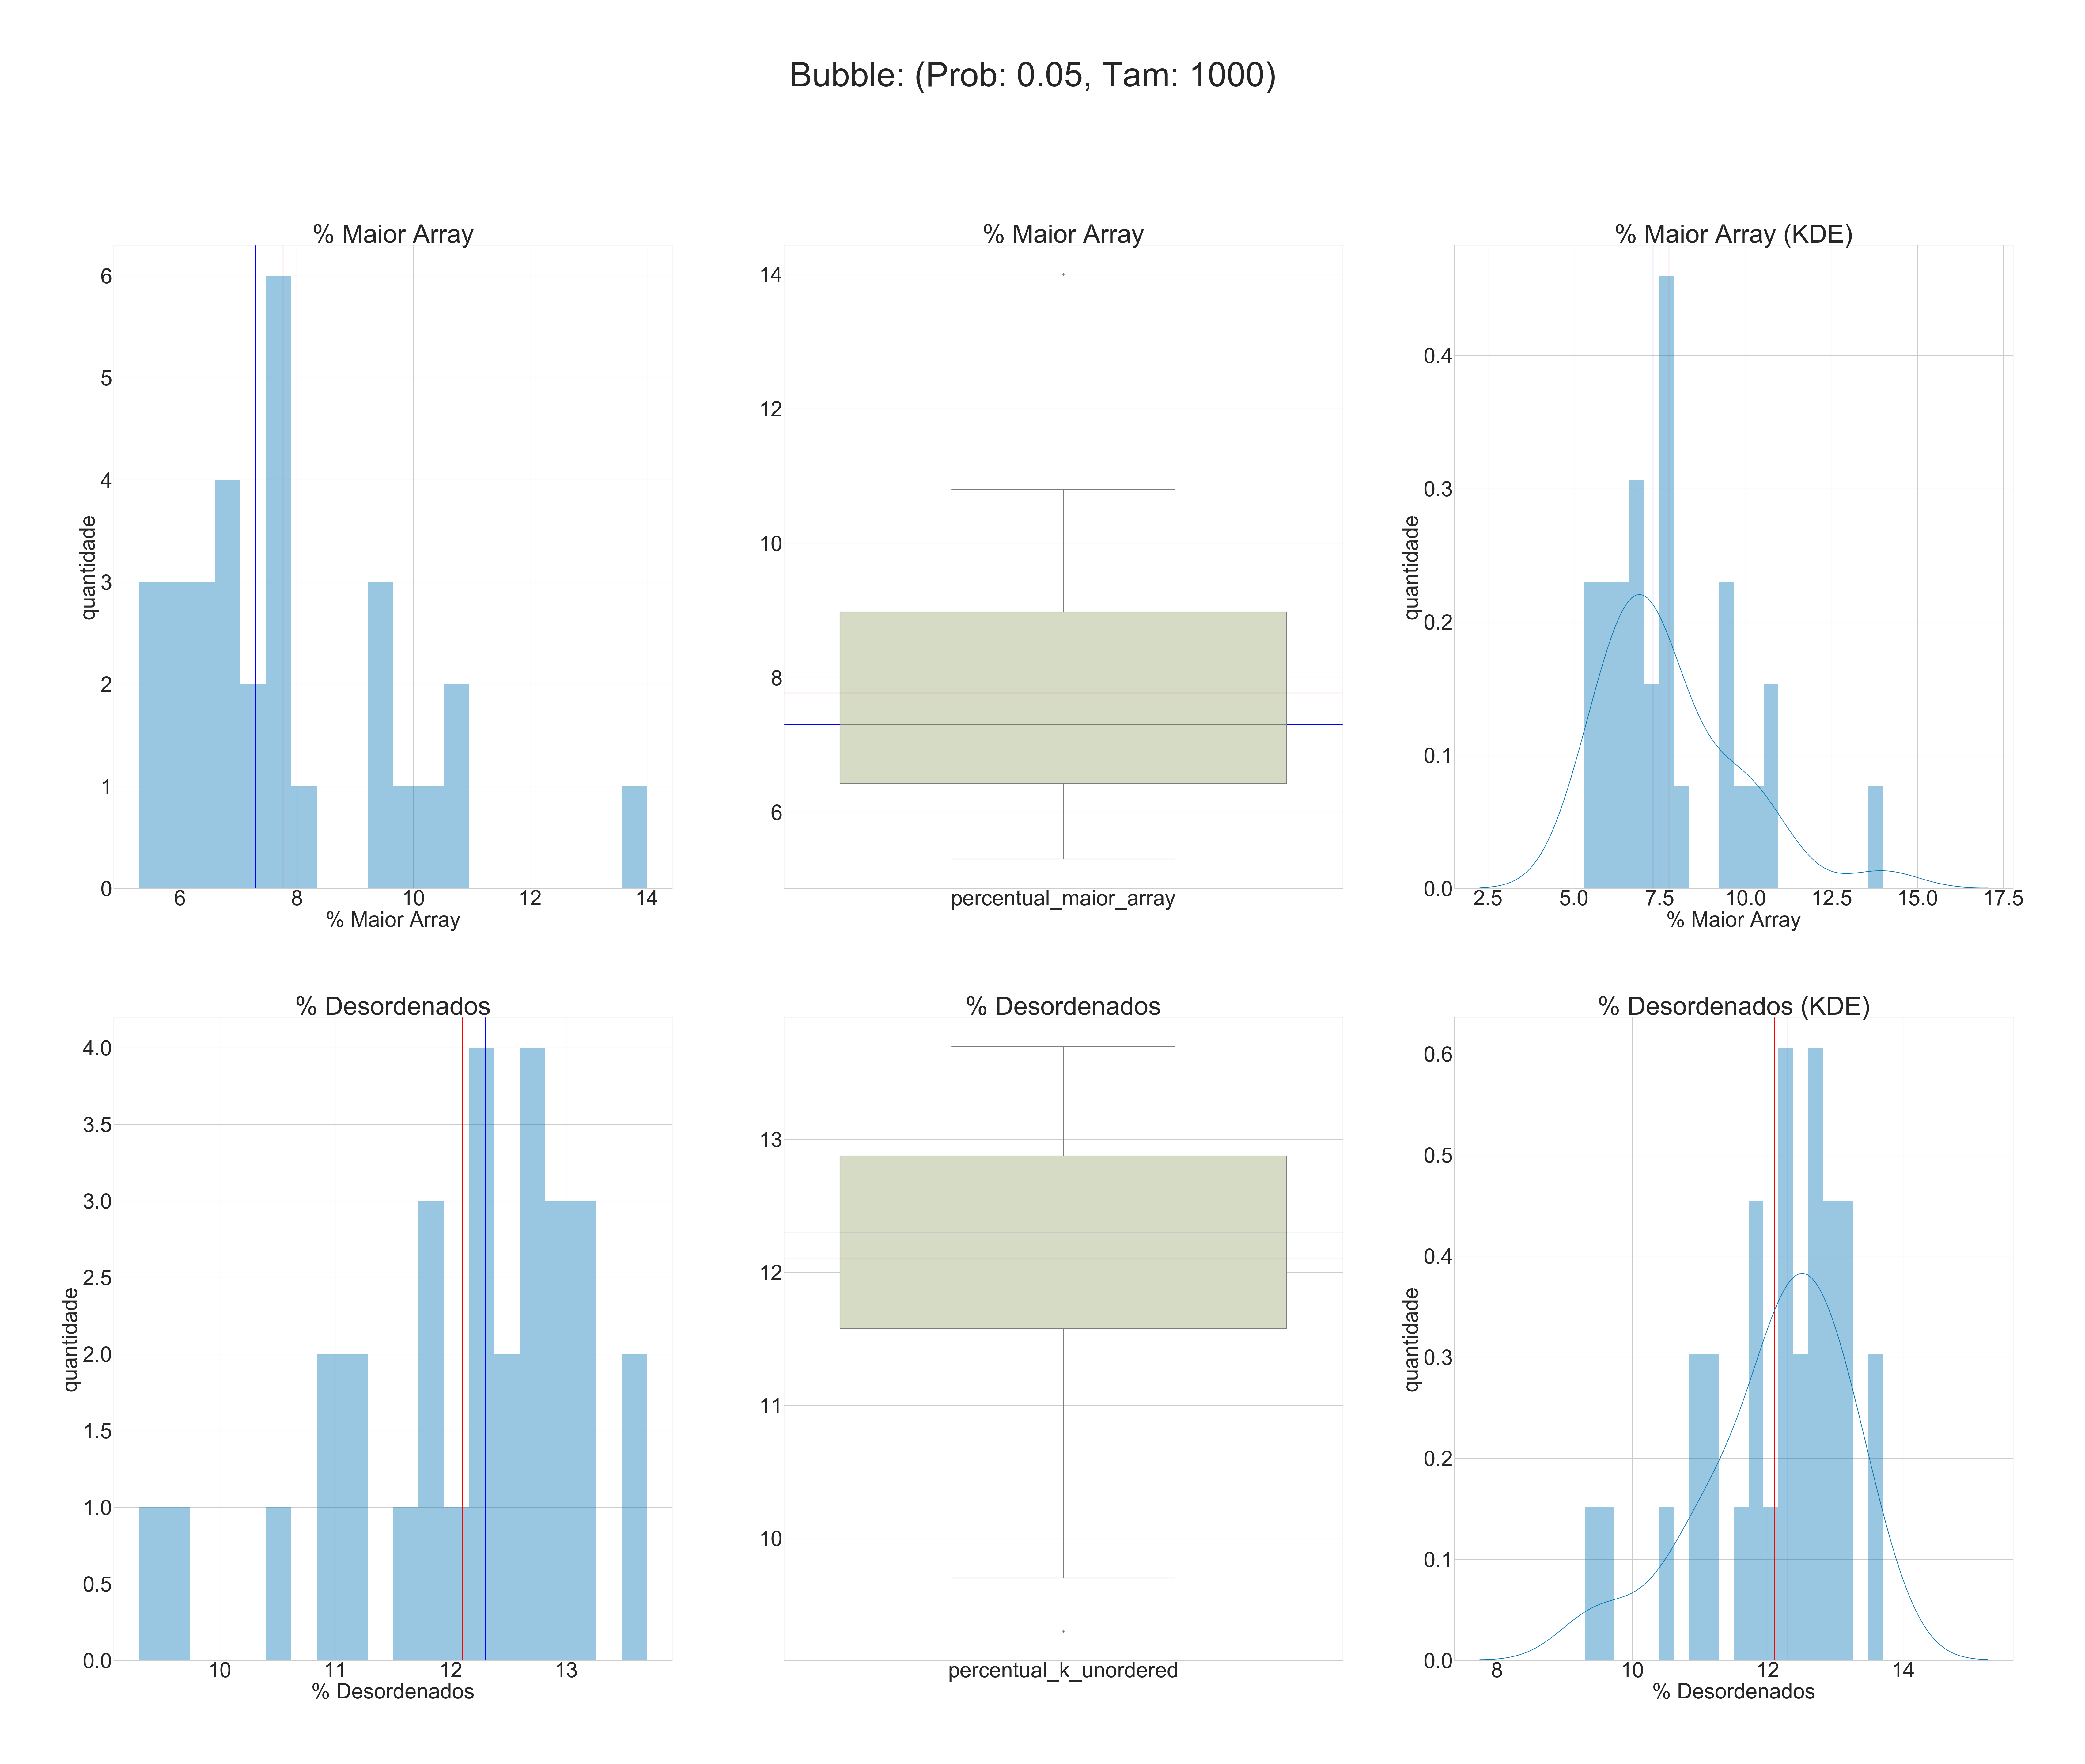 Bubble: (Prob: 0.05, Tam: 1000)
% Maior Array
quantidade
6
5
4
3
2
1
0
6 8 10 12 14
% Maior Array
% Maior Array
14
12
10
8
6
percentual_maior_array
% Maior Array (KDE)
quantidade
0.4
0.3
0.2
0.1
0.0
2.5 5.0 7.5 10.0 12.5 15.0 17.5
% Maior Array
% Desordenados
quantidade
4.0
3.5
3.0
2.5
2.0
1.5
1.0
0.5
0.0
10 11 12 13
% Desordenados
% Desordenados
13
12
11
10
percentual_k_unordered
% Desordenados (KDE)
quantidade
0.6
0.5
0.4
0.3
0.2
0.1
0.0
8 10 12 14
% Desordenados